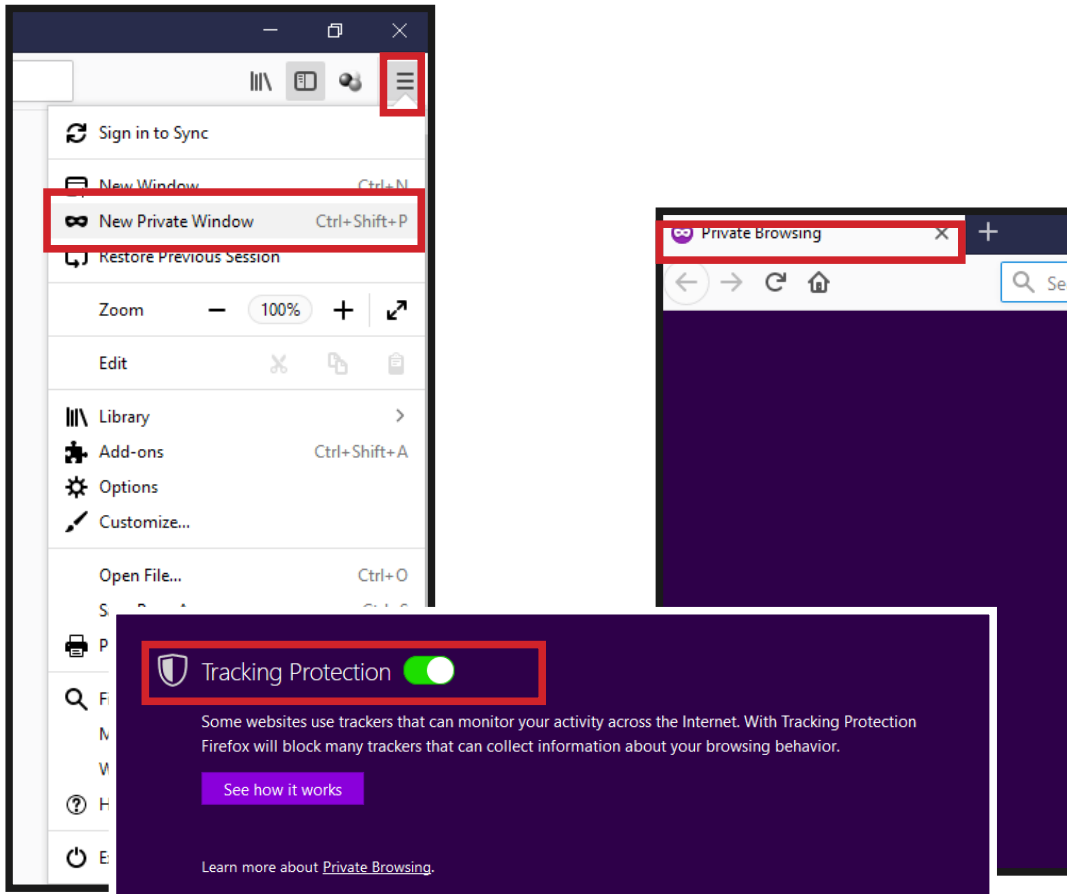 Sign in to Sync
New Window Ctrl+N
New Private Window Ctrl+Shift+P
Restore Previous Session
Zoom 100%
Edit
Library
Add-ons Ctrl+Shift+A
Options
Customize...
Open File... Ctrl+O
Private Browsing
Tracking Protection
Some websites use trackers that can monitor your activity across the Internet. With Tracking Protection
Firefox will block many trackers that can collect information about your browsing behavior.
See how it works
Learn more about Private Browsing.